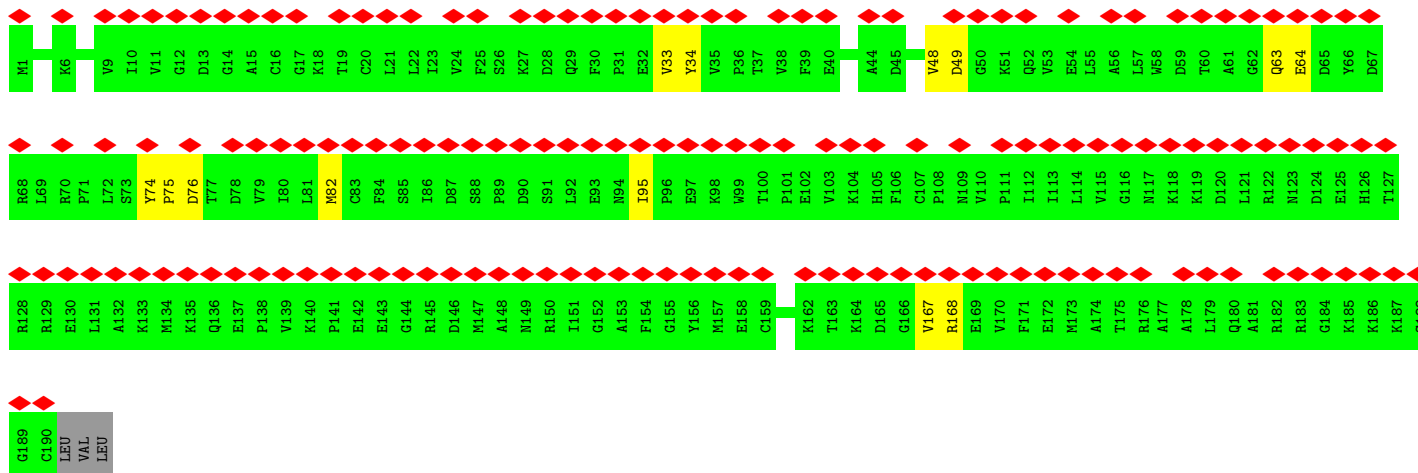 M1 K6 V9 I10 V11 G12 D13 G14 A15 C16 G17 K18 T19 C20 L21 L22 I23 V24 F25 S26 K27 D28 Q29 F30 P31 E32 V33 Y34 V35 P36 T37 V38 F39 E40 A44 D45 V48 D49 G50 K51 Q52 V53 E54 L55 A56 L57 W58 D59 T60 A61 G62 Q63 E64 D65 Y66 D67
R68 L69 R70 P71 L72 S73 Y74 P75 D76 T77 D78 V79 I80 L81 M82 C83 F84 S85 I86 D87 S88 P89 D90 S91 L92 E93 N94 I95 P96 E97 K98 W99 T100 P101 E102 V103 K104 H105 F106 C107 P108 N109 V110 P111 I112 I113 L114 V115 G116 N117 K118 K119 D120 L121 R122 N123 D124 E125 H126 T127
R128 R129 E130 L131 A132 K133 M134 K135 Q136 E137 P138 V139 K140 P141 E142 E143 G144 R145 D146 M147 A148 N149 R150 I151 G152 A153 F154 G155 Y156 M157 E158 C159 K162 T163 K164 D165 G166 V167 R168 E169 V170 F171 E172 M173 A174 T175 R176 A177 A178 L179 Q180 A181 R182 R183 G184 K185 K186 K187
G189 C190 LEU VAL LEU